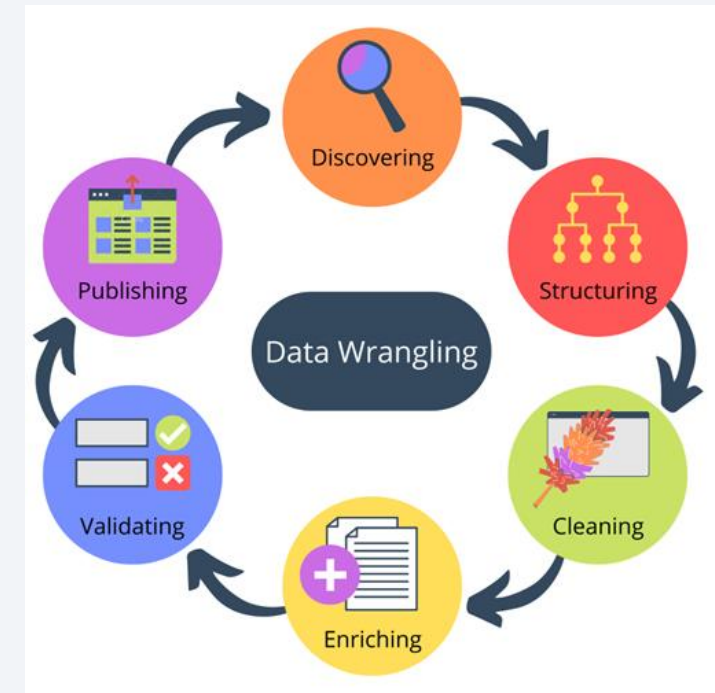 Discovering
Structuring
Publishing
Data Wrangling
Validating
Cleaning
Enriching